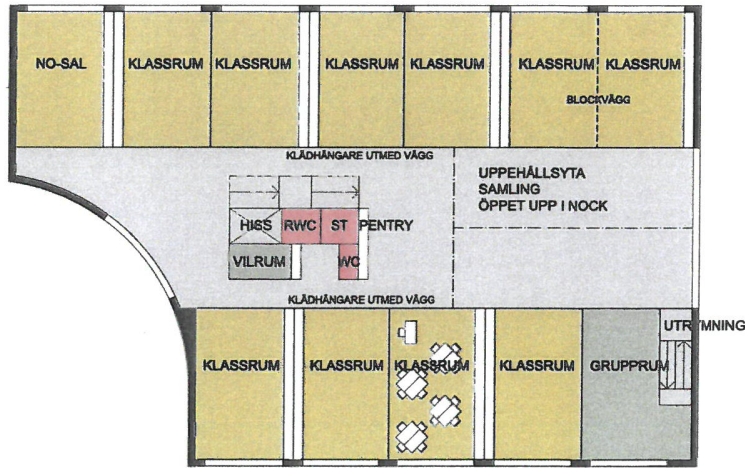 NO-SAL
KLASSRUM
KLASSRUM
KLASSRUM
KLASSRUM
KLASSRUM
KLASSRUM
BLOCKVÄGG
KLÄDHÄNGARE UTMED VÄGG
UPPEHÅLLSYTA
SAMLING
ÖPPET UPP I NOCK
HISS
RWC
ST
PENTRY
VILRUM
WC
KLÄDHÄNGARE UTMED VÄGG
UTRYMNING
KLASSRUM
KLASSRUM
KLASSRUM
KLASSRUM
GRUPPRUM